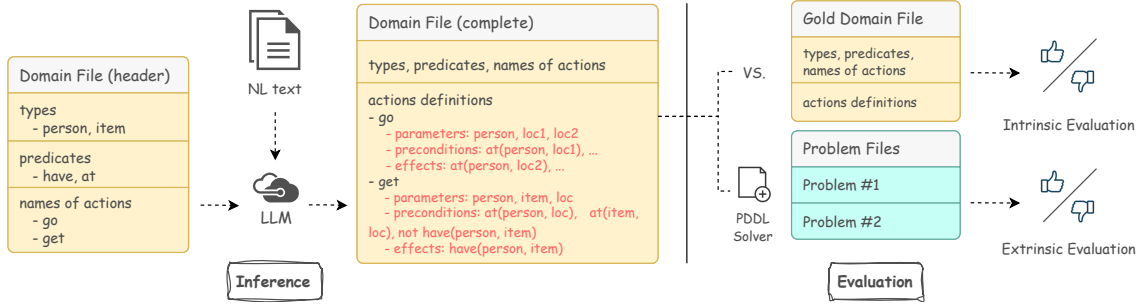 Domain File (header)
types
- person, item
predicates
- have, at
names of actions
- go
- get
NL text
LLM
Domain File (complete)
types, predicates, names of actions
actions definitions
- go
- parameters: person, loc1, loc2
- preconditions: at(person, loc1), ...
- effects: at(person, loc2), ...
- get
- parameters: person, item, loc
- preconditions: at(person, loc), at(item,
loc), not have(person, item)
- effects: have(person, item)
Inference
VS.
Gold Domain File
types, predicates,
names of actions
actions definitions
Intrinsic Evaluation
PDDL
Solver
Problem Files
Problem #1
Problem #2
Extrinsic Evaluation
Evaluation